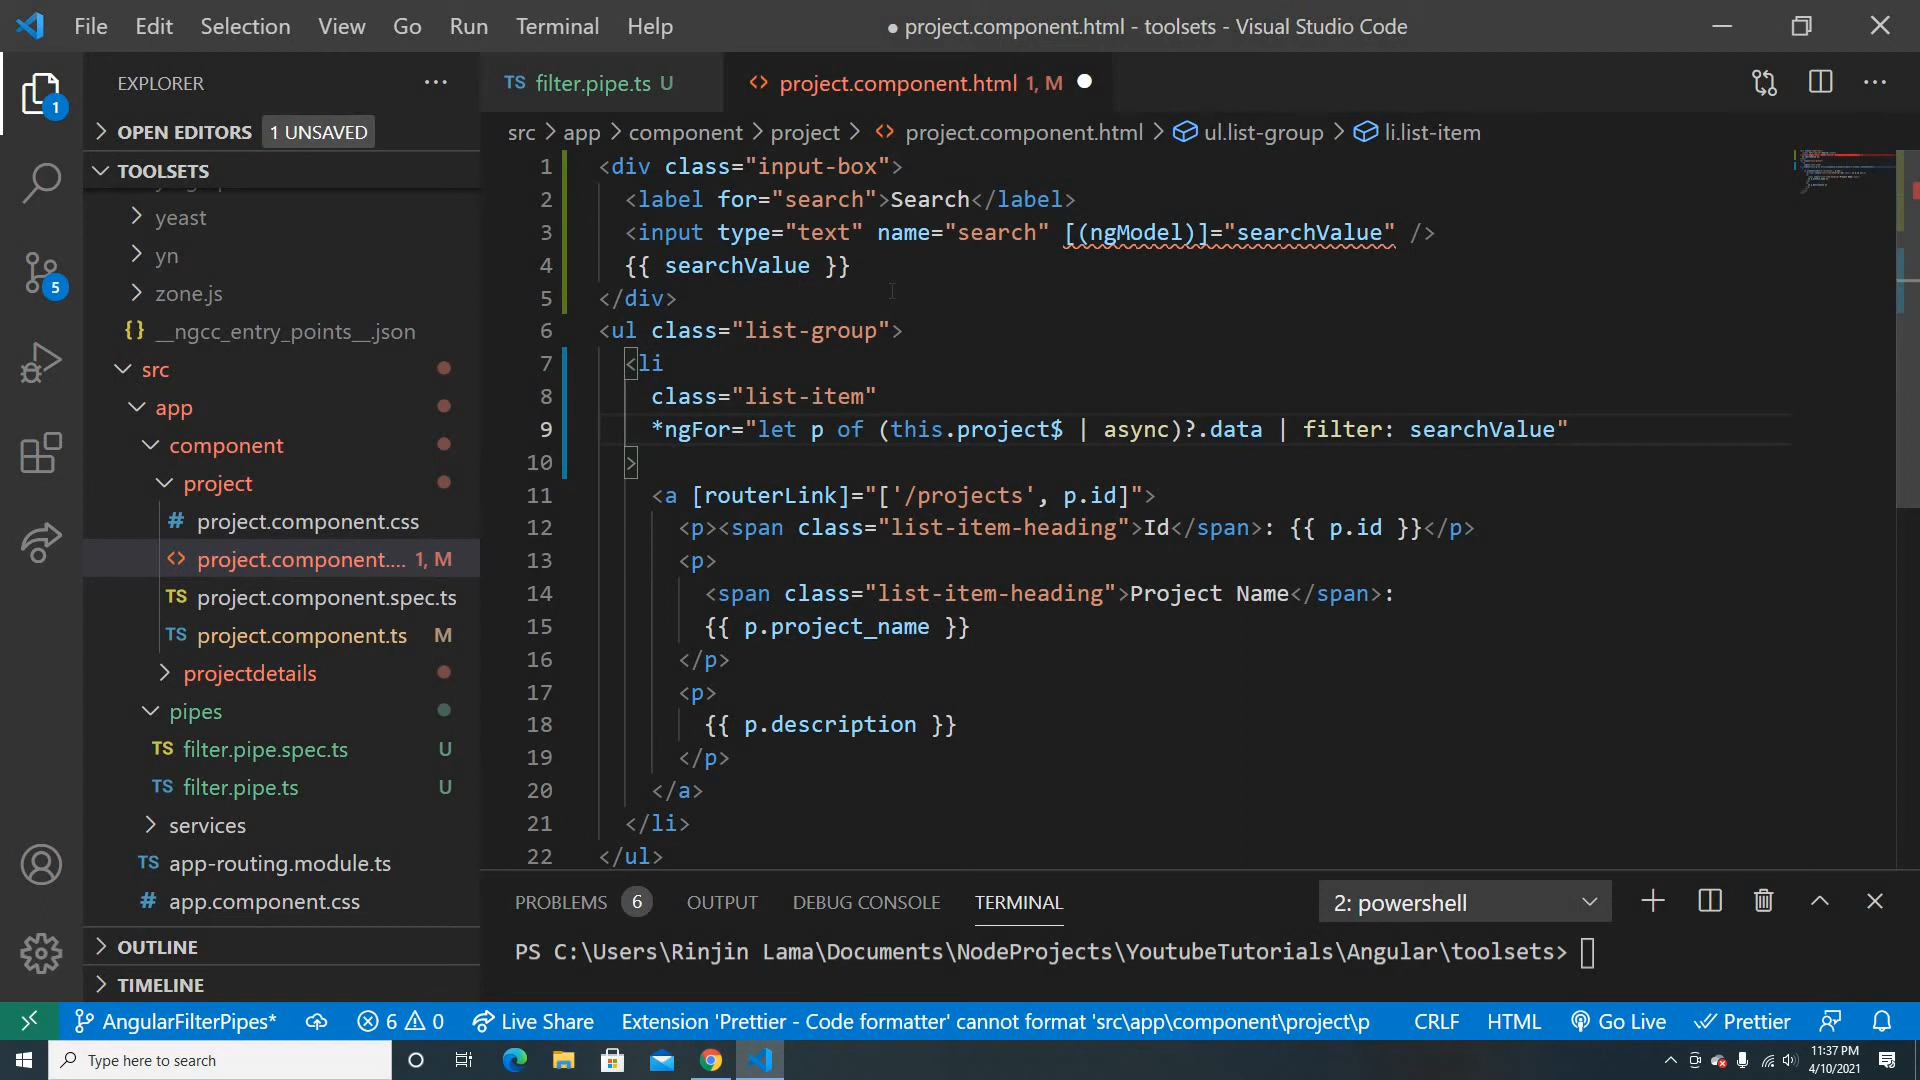 File Edit Selection View Go Run Terminal Help
● project.component.html - toolsets - Visual Studio Code
EXPLORER
OPEN EDITORS 1 UNSAVED
TOOLSETS
yeast
yn
zone.js
{} __ngcc_entry_points__.json
src
app
component
project
# project.component.css
<> project.component.... 1, M
TS project.component.spec.ts
TS project.component.ts M
projectdetails
pipes
TS filter.pipe.spec.ts U
TS filter.pipe.ts U
services
TS app-routing.module.ts
# app.component.css
OUTLINE
TIMELINE
1
5
TS filter.pipe.ts U
<> project.component.html 1, M
src > app > component > project > <> project.component.html > ul.list-group > li.list-item
1 <div class="input-box">
2 <label for="search">Search</label>
3 <input type="text" name="search" [(ngModel)]="searchValue" />
4 {{ searchValue }}
5 </div>
6 <ul class="list-group">
7 <li
8 class="list-item"
9 *ngFor="let p of (this.project$ | async)?.data | filter: searchValue"
10 >
11 <a [routerLink]="['/projects', p.id]">
12 <p><span class="list-item-heading">Id</span>: {{ p.id }}</p>
13 <p>
14 <span class="list-item-heading">Project Name</span>:
15 {{ p.project_name }}
16 </p>
17 <p>
18 {{ p.description }}
19 </p>
20 </a>
21 </li>
22 </ul>
PROBLEMS 6 OUTPUT DEBUG CONSOLE TERMINAL
2: powershell
PS C:\Users\Rinjin Lama\Documents\NodeProjects\YoutubeTutorials\Angular\toolsets>
AngularFilterPipes* 6 0 Live Share Extension 'Prettier - Code formatter' cannot format 'src\app\component\project\p CRLF HTML Go Live Prettier
Type here to search
11:37 PM
4/10/2021